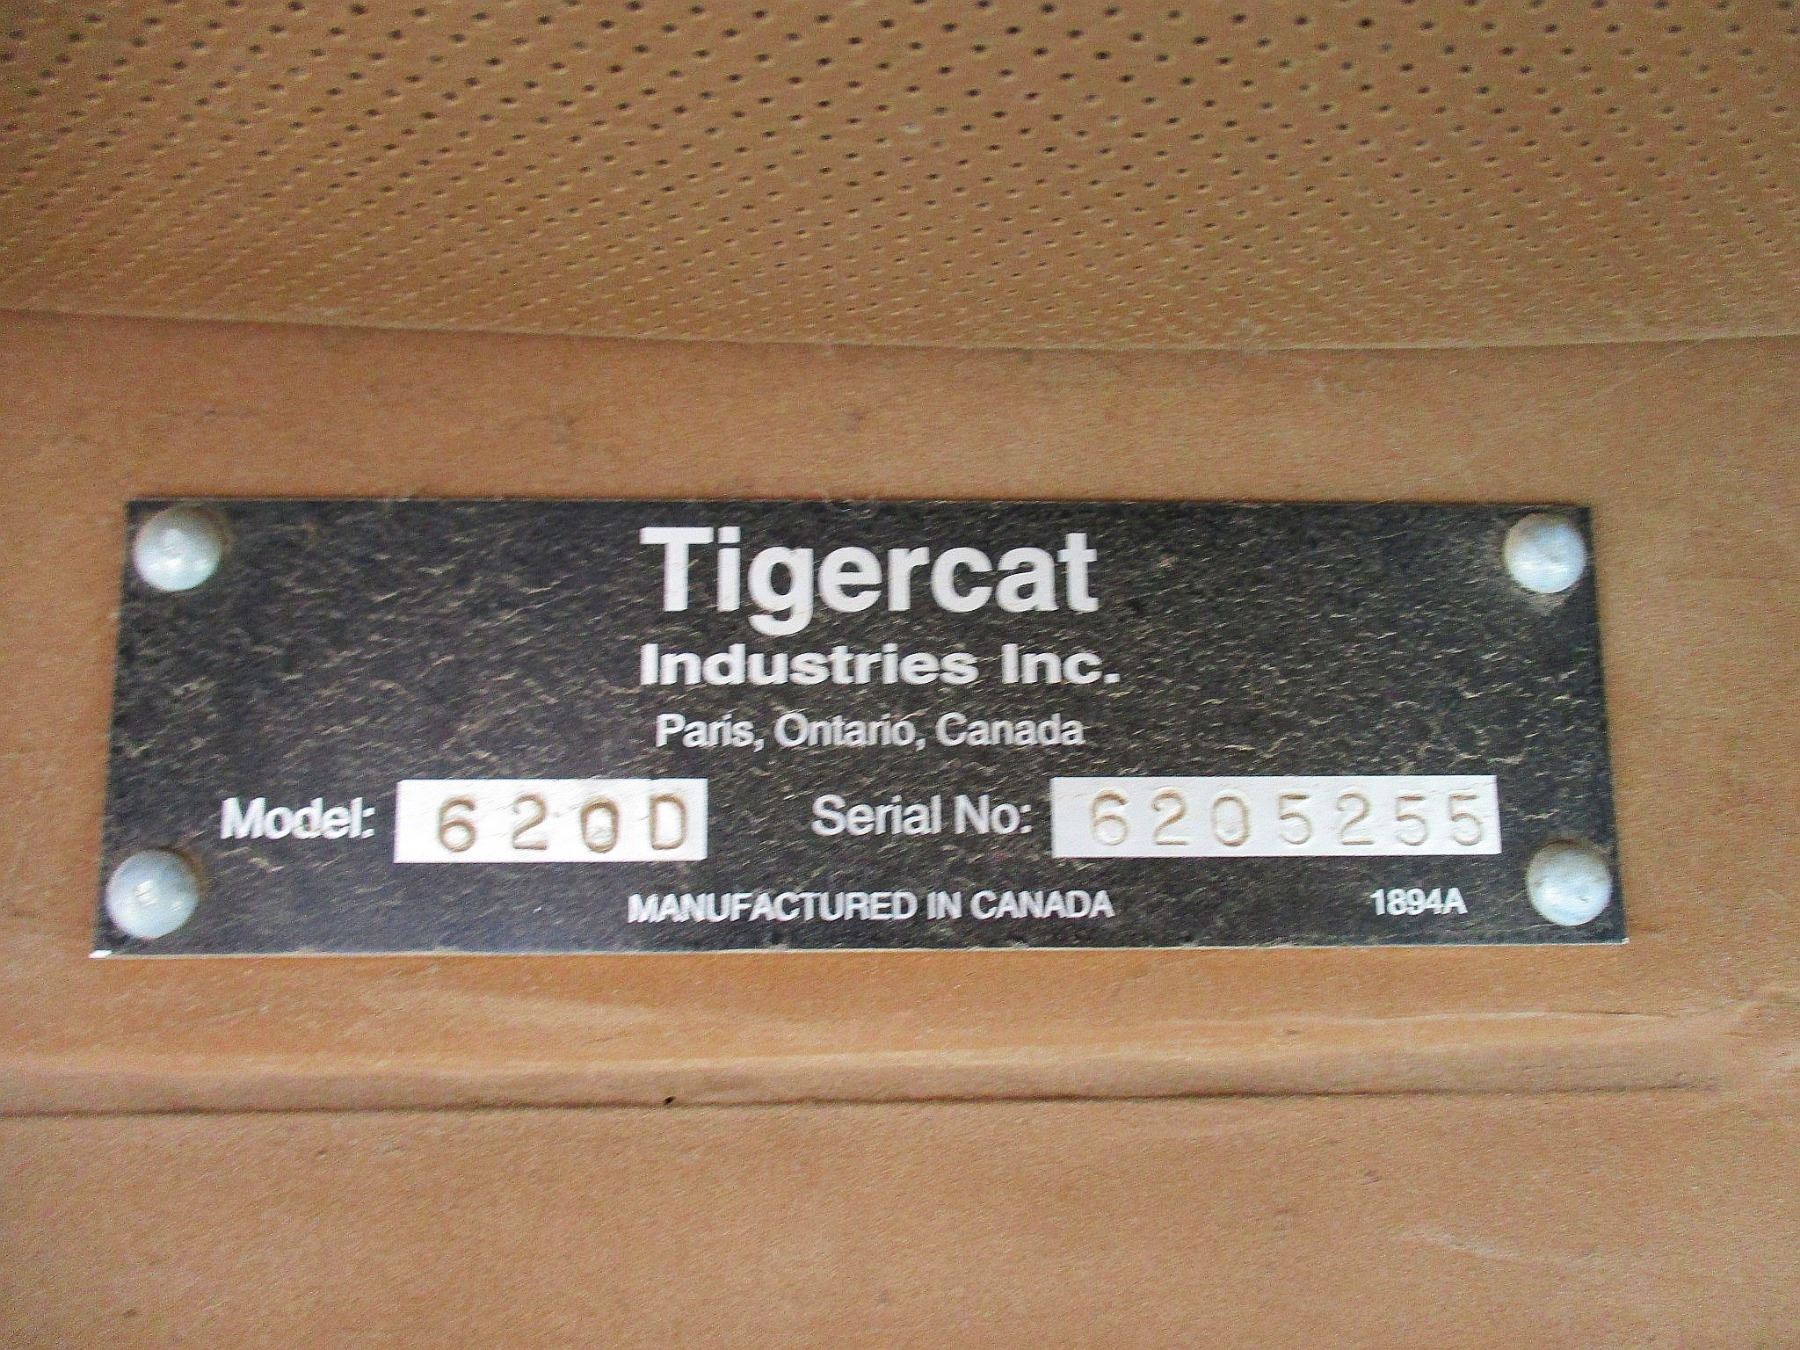 Tigercat
Industries Inc.
Paris, Ontario, Canada
Model: 620D Serial No: 6205255
MANUFACTURED IN CANADA 1894A